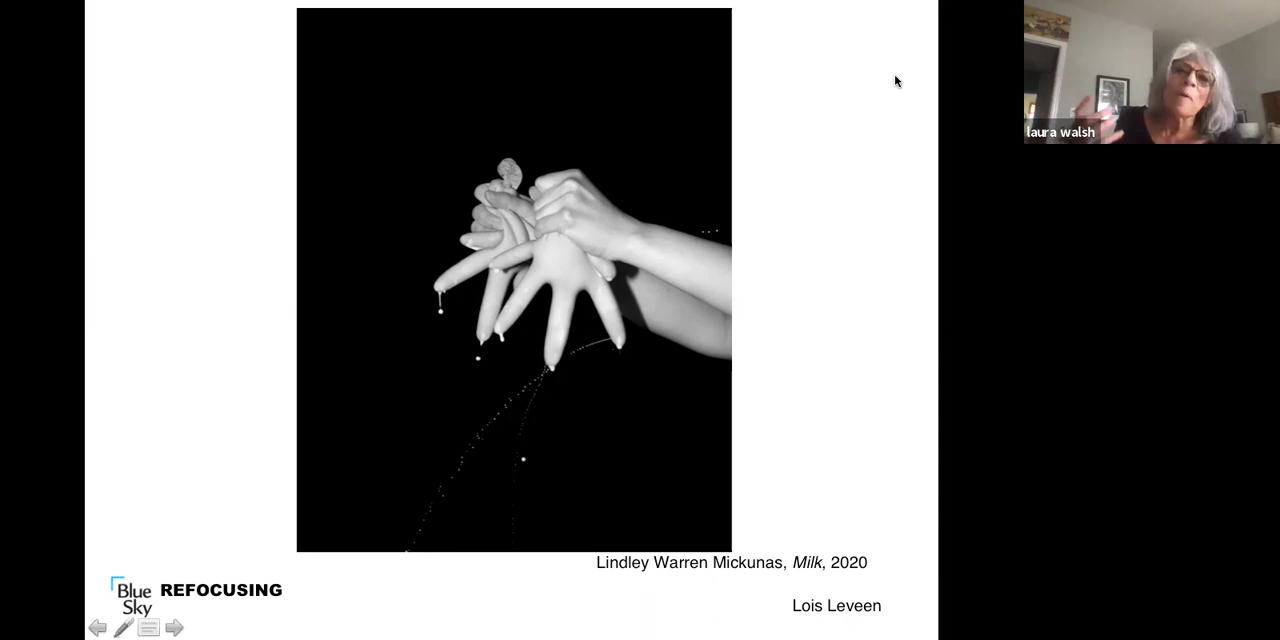 laura walsh
Lindley Warren Mickunas, Milk, 2020
Blue
Sky
REFOCUSING
Lois Leveen